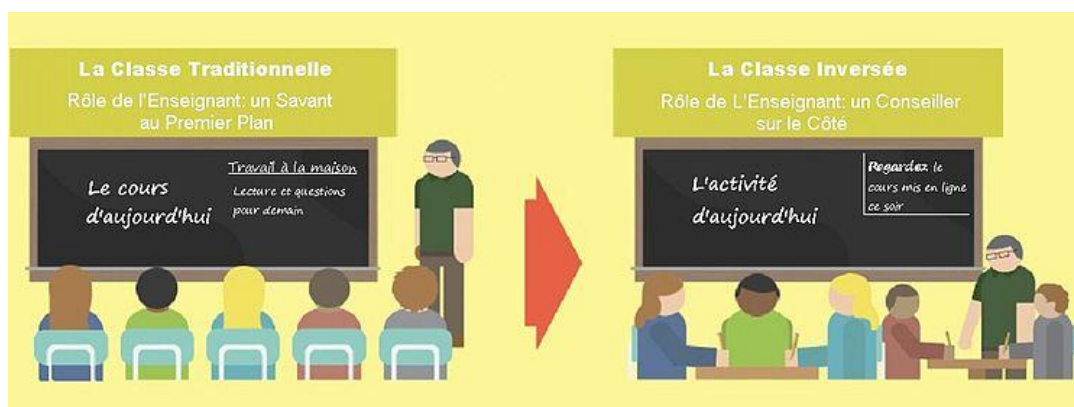 La Classe Traditionnelle
Rôle de l'Enseignant: un Savant
au Premier Plan
Le cours
d'aujourd'hui
Travail à la maison
Lecture et questions
pour demain
La Classe Inversée
Rôle de L'Enseignant: un Conseiller
sur le Côté
L'activité
d'aujourd'hui
Regardez le
cours mis en ligne
ce soir